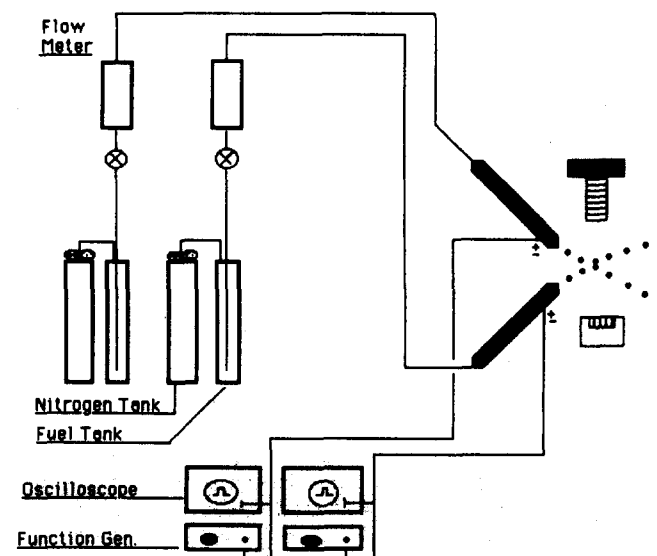 Flow
Meter
Nitrogen Tank
Fuel Tank
Oscilloscope
Function Gen.
±
±